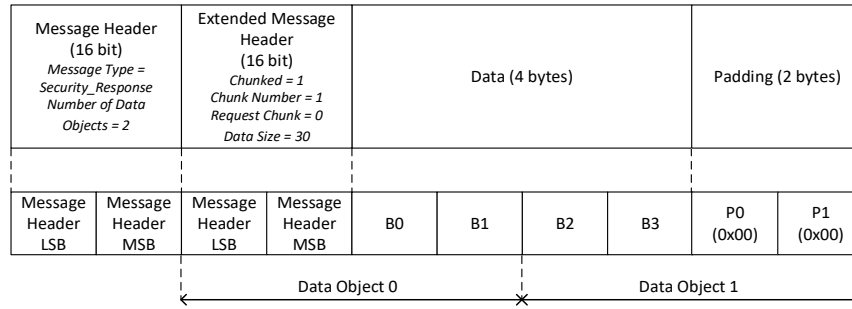 Message Header
(16 bit)
Message Type =
Security_Response
Number of Data
Objects = 2
Extended Message
Header
(16 bit)
Chunked = 1
Chunk Number = 1
Request Chunk = 0
Data Size = 30
Data (4 bytes)
Padding (2 bytes)
Message
Header
LSB
Message
Header
MSB
Message
Header
LSB
Message
Header
MSB
B0
B1
B2
B3
P0
(0x00)
P1
(0x00)
Data Object 0
Data Object 1